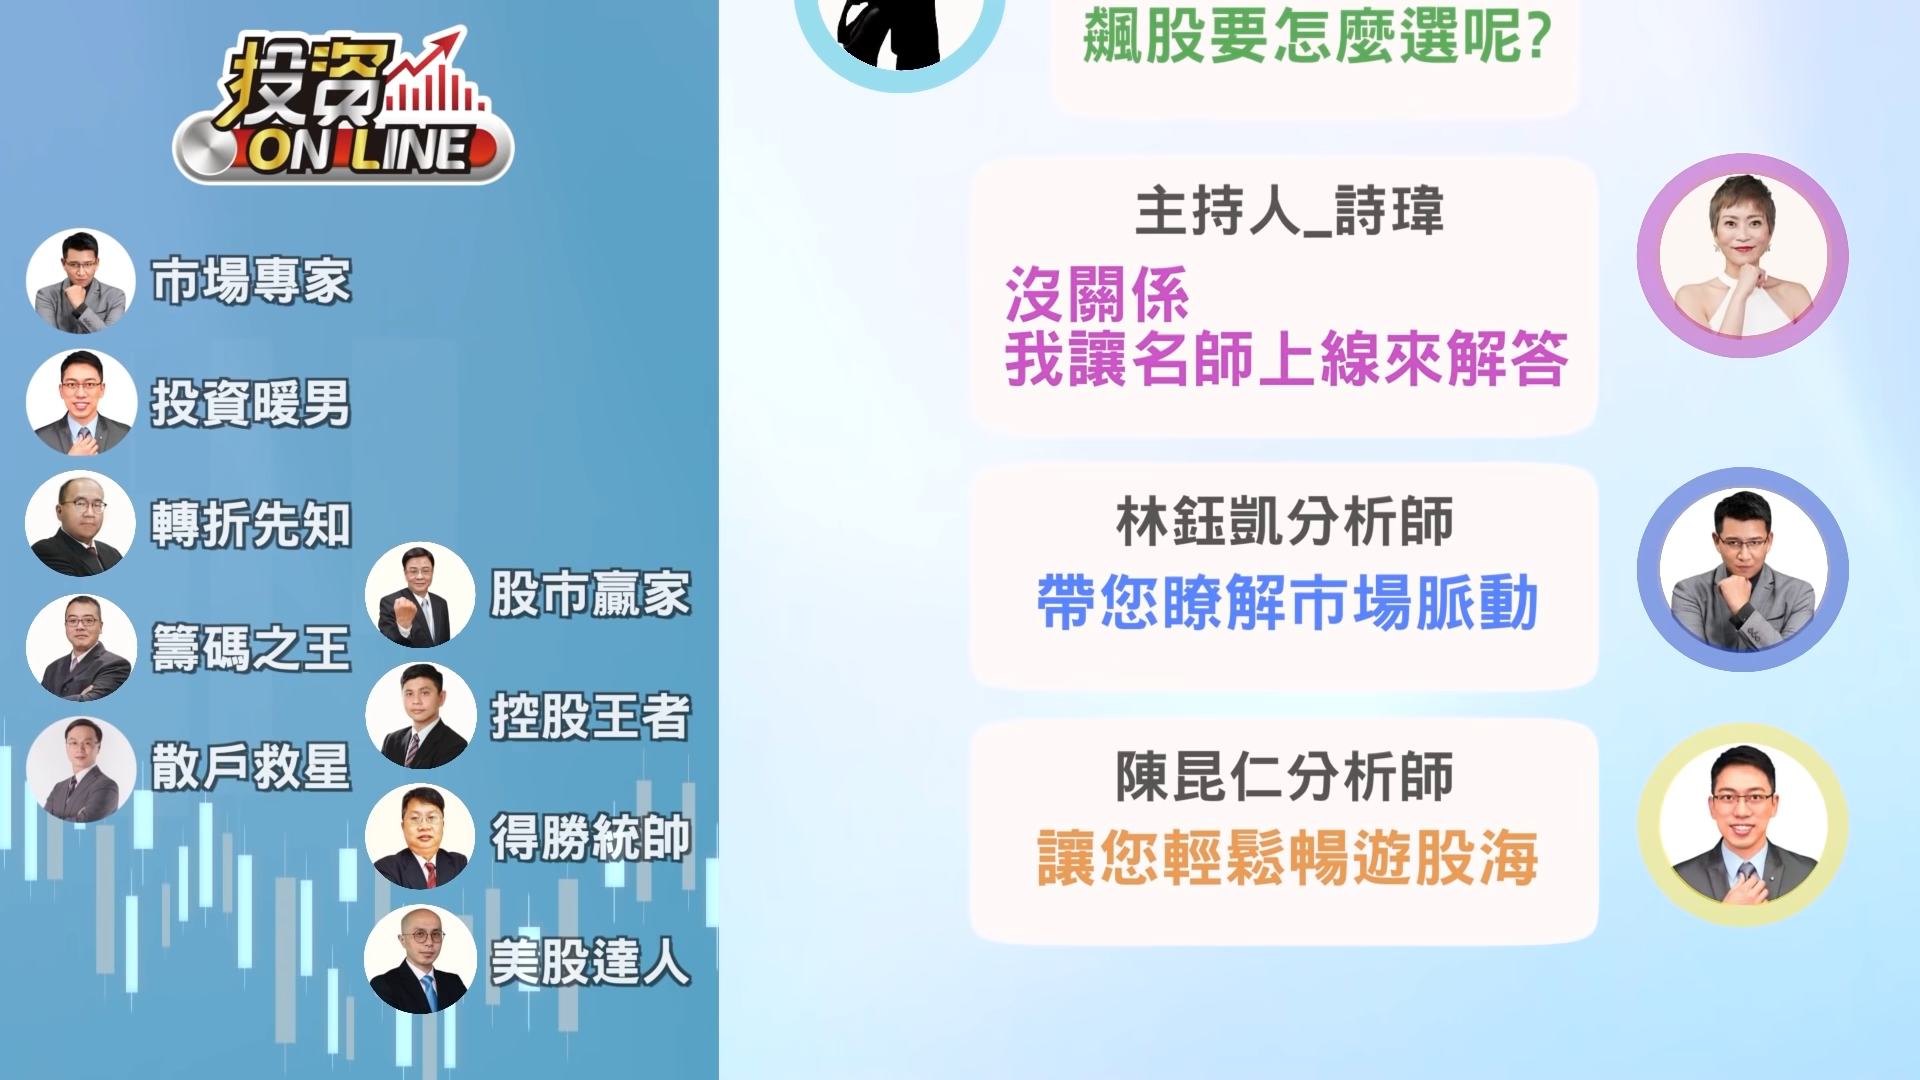 投資
ON LINE
市場專家
投資暖男
轉折先知
籌碼之王
散戶救星
股市贏家
控股王者
得勝統帥
美股達人
飆股要怎麼選呢?
主持人_詩瑋
沒關係
我讓名師上線來解答
林鈺凱分析師
帶您瞭解市場脈動
陳昆仁分析師
讓您輕鬆暢遊股海